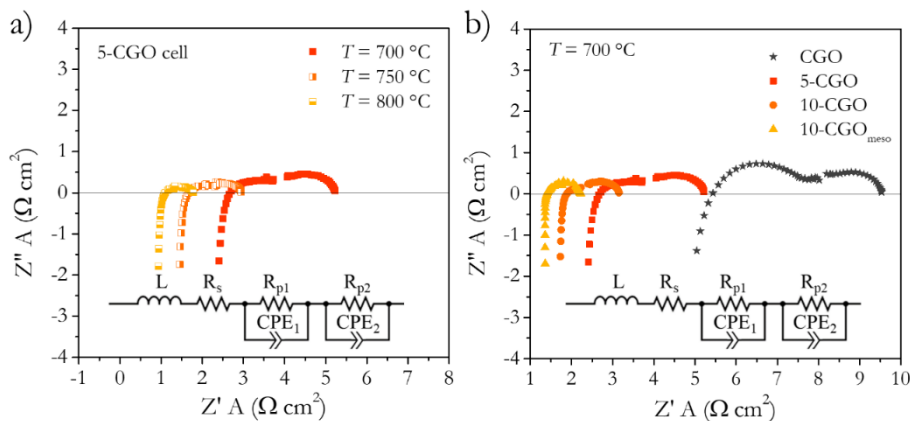 a)
5-CGO cell
T = 700 °C
T = 750 °C
T = 800 °C
4
3
2
1
0
-1
-2
-3
-4
Z'' A (Ω cm²)
L
Rs
Rp1
CPE1
Rp2
CPE2
-1 0 1 2 3 4 5 6 7 8
Z' A (Ω cm²)
b)
T = 700 °C
CGO
5-CGO
10-CGO
10-CGOmeso
4
3
2
1
0
-1
-2
-3
-4
Z'' A (Ω cm²)
L
Rs
Rp1
CPE1
Rp2
CPE2
1 2 3 4 5 6 7 8 9 10
Z' A (Ω cm²)